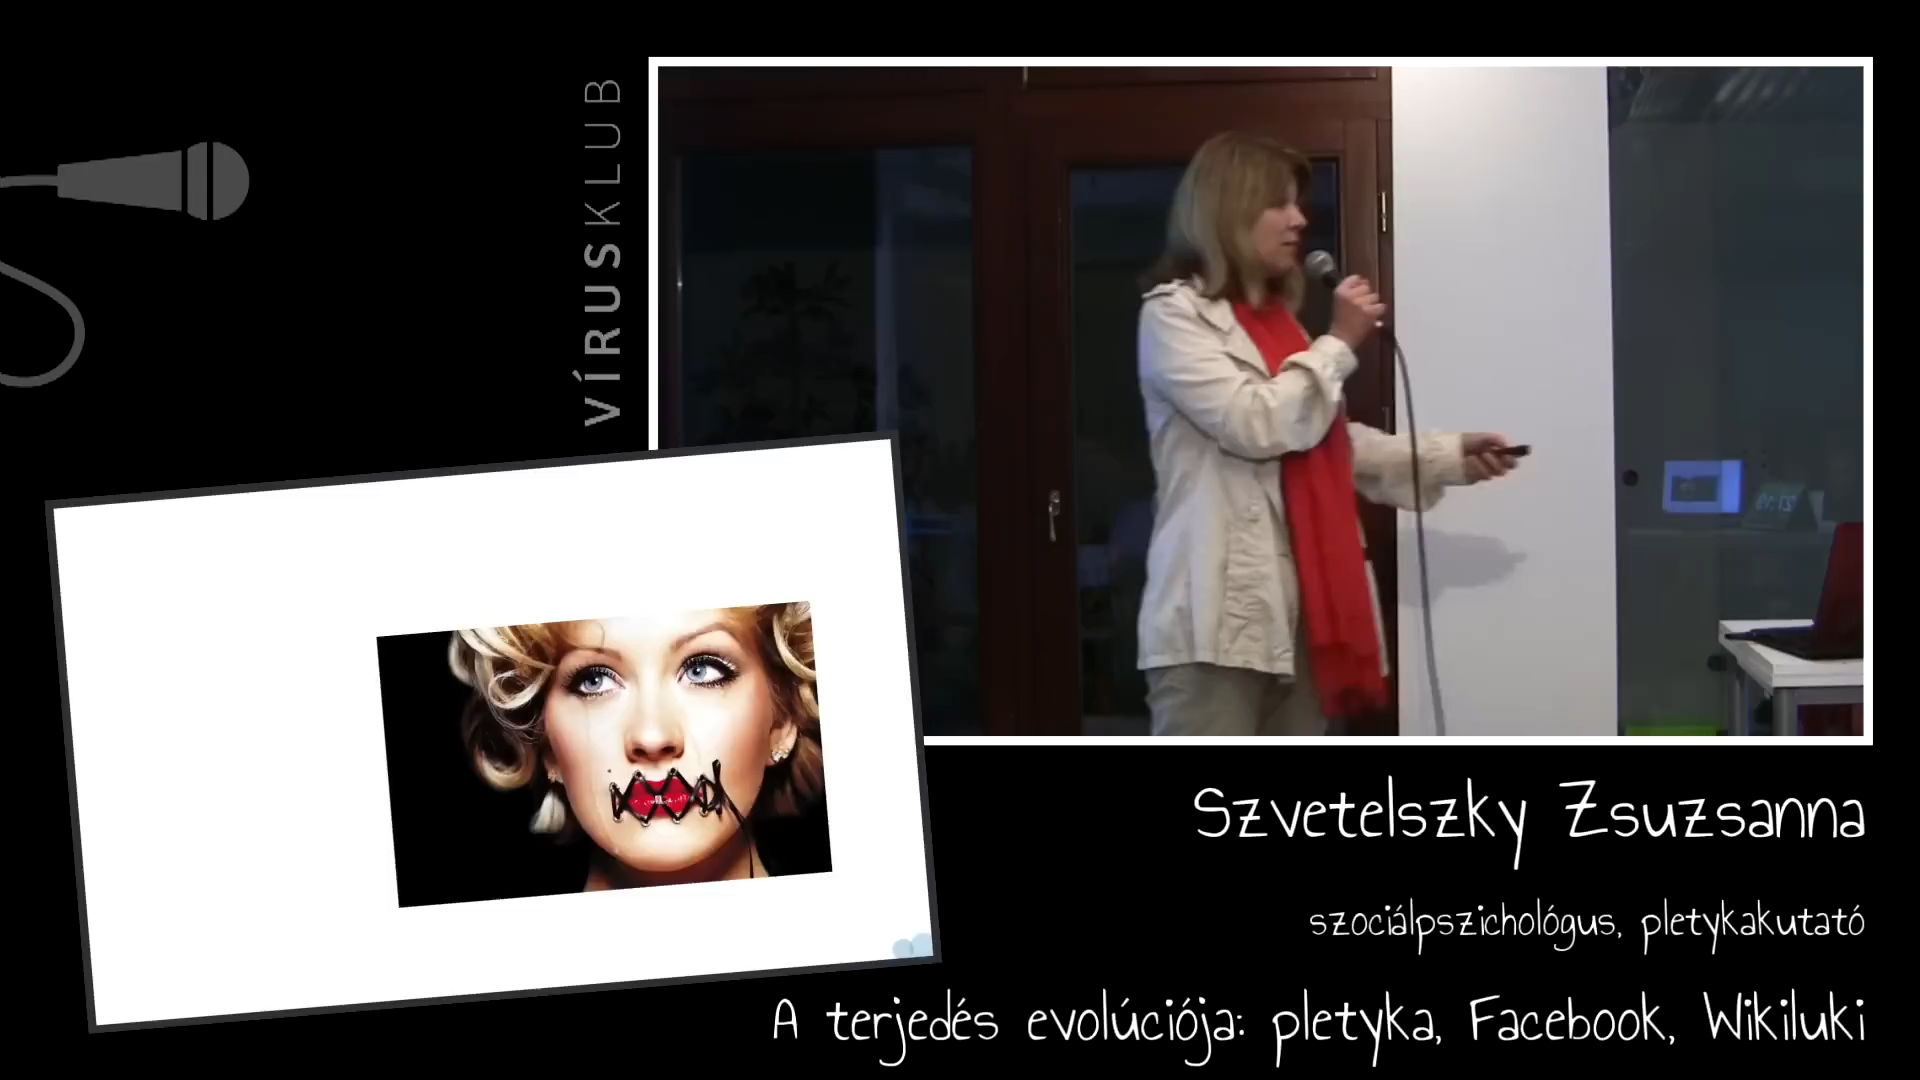 VÍRUSKLUB
Szvetelszky Zsuzsanna
szociálpszichológus, pletykakutató
A terjedés evolúciója: pletyka, Facebook, Wikiluki